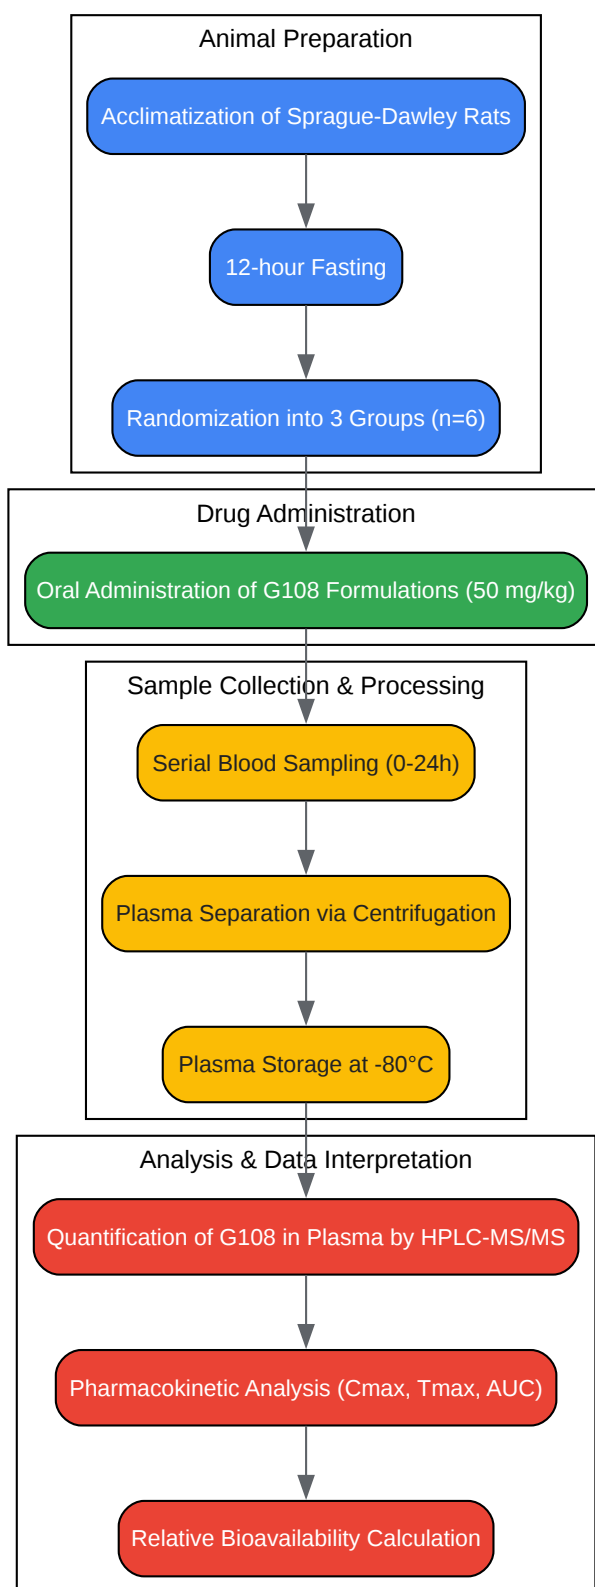 Animal Preparation
Acclimatization of Sprague-Dawley Rats
12-hour Fasting
Randomization into 3 Groups (n=6)
Drug Administration
Oral Administration of G108 Formulations (50 mg/kg)
Sample Collection & Processing
Serial Blood Sampling (0-24h)
Plasma Separation via Centrifugation
Plasma Storage at -80°C
Analysis & Data Interpretation
Quantification of G108 in Plasma by HPLC-MS/MS
Pharmacokinetic Analysis (Cmax, Tmax, AUC)
Relative Bioavailability Calculation